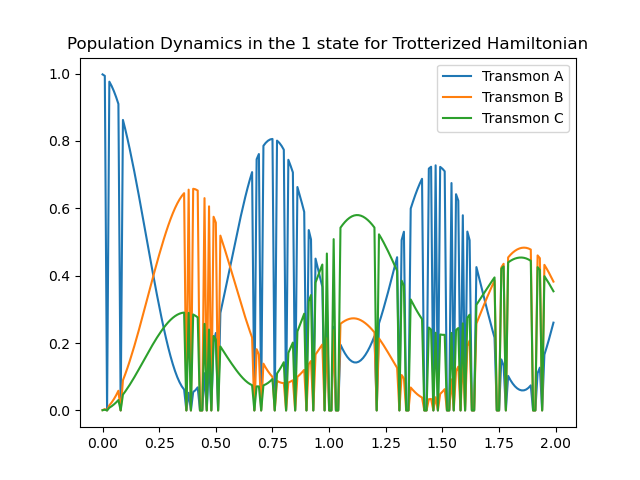 Population Dynamics in the 1 state for Trotterized Hamiltonian
1.0
Transmon A
Transmon B
Transmon C
0.8
0.6
0.4
0.2
0.0
0.00 0.25 0.50 0.75 1.00 1.25 1.50 1.75 2.00